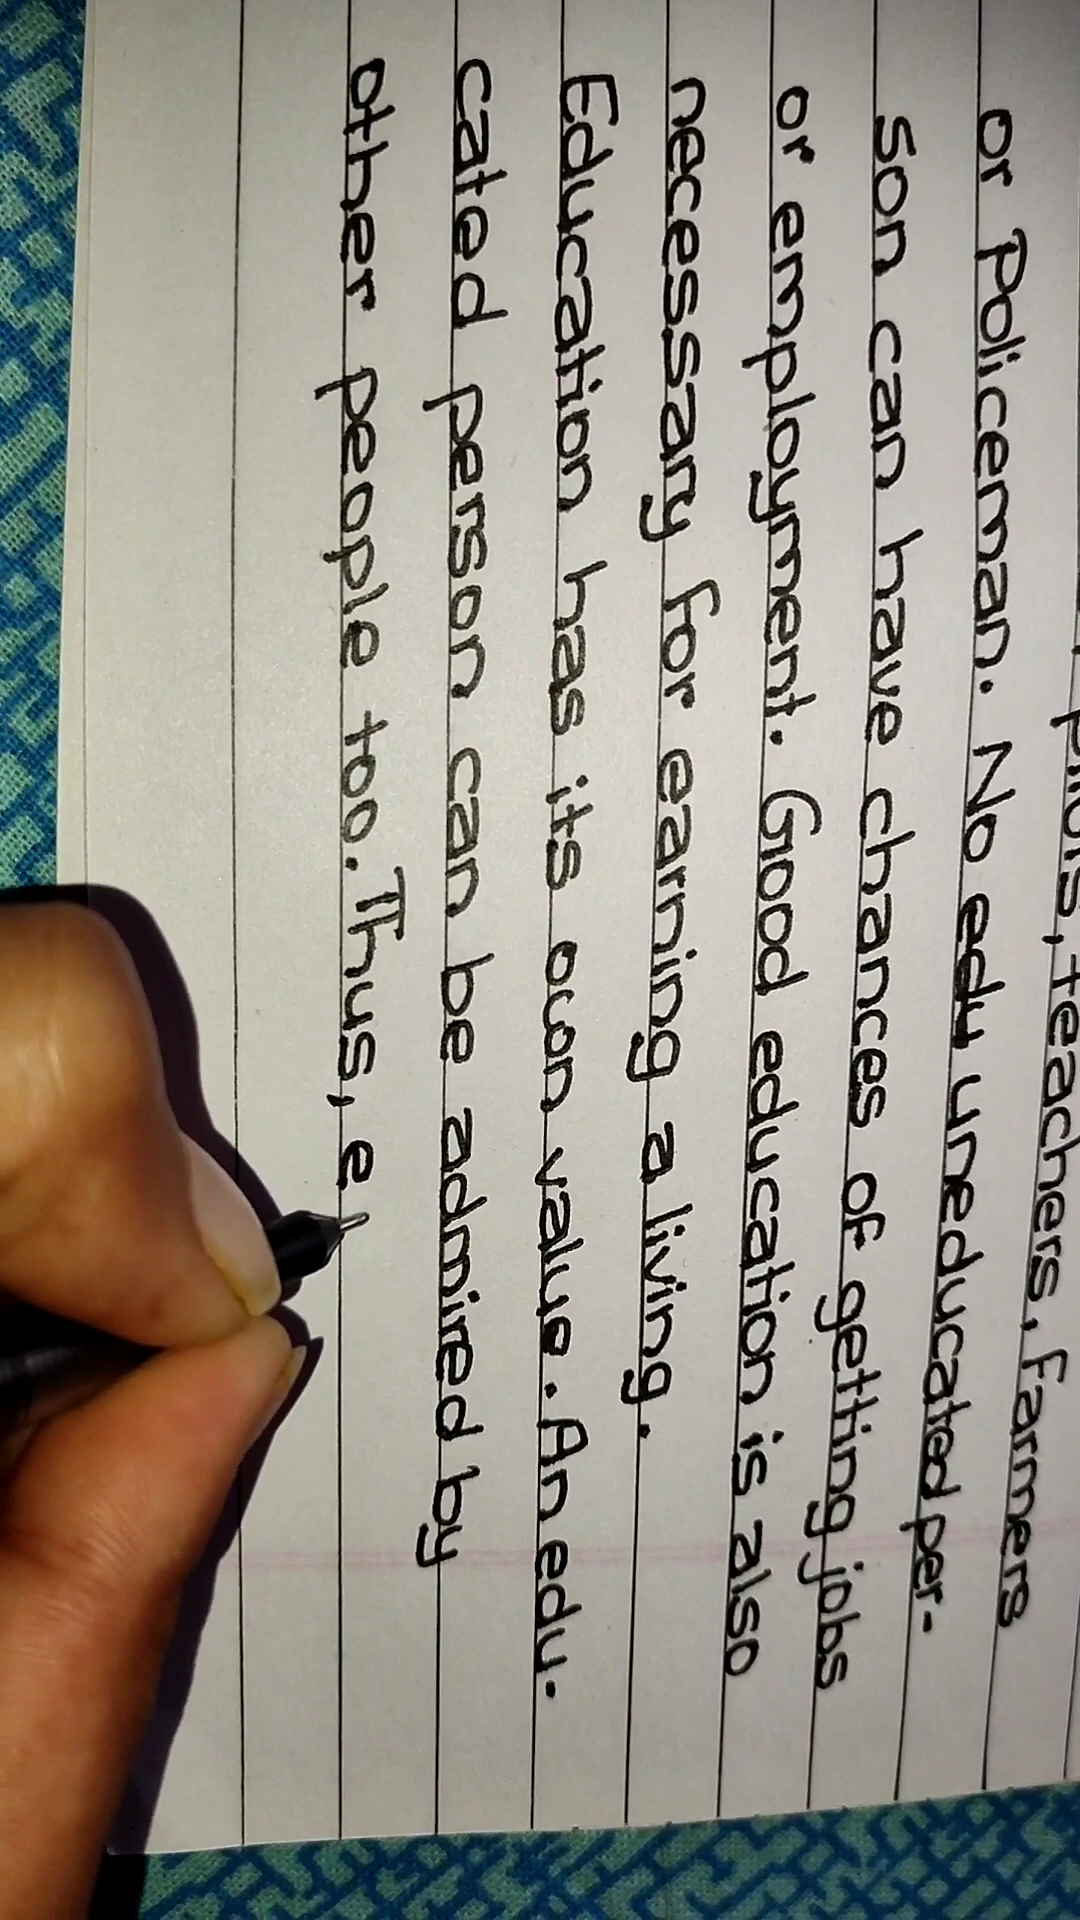 pilots, teachers, farmers
or Policeman. No edu uneducated per-
son can have chances of getting jobs
or employment. Good education is also
necessary for earning a living.
Education has its own value. An edu-
cated person can be admired by
other people too. Thus, e